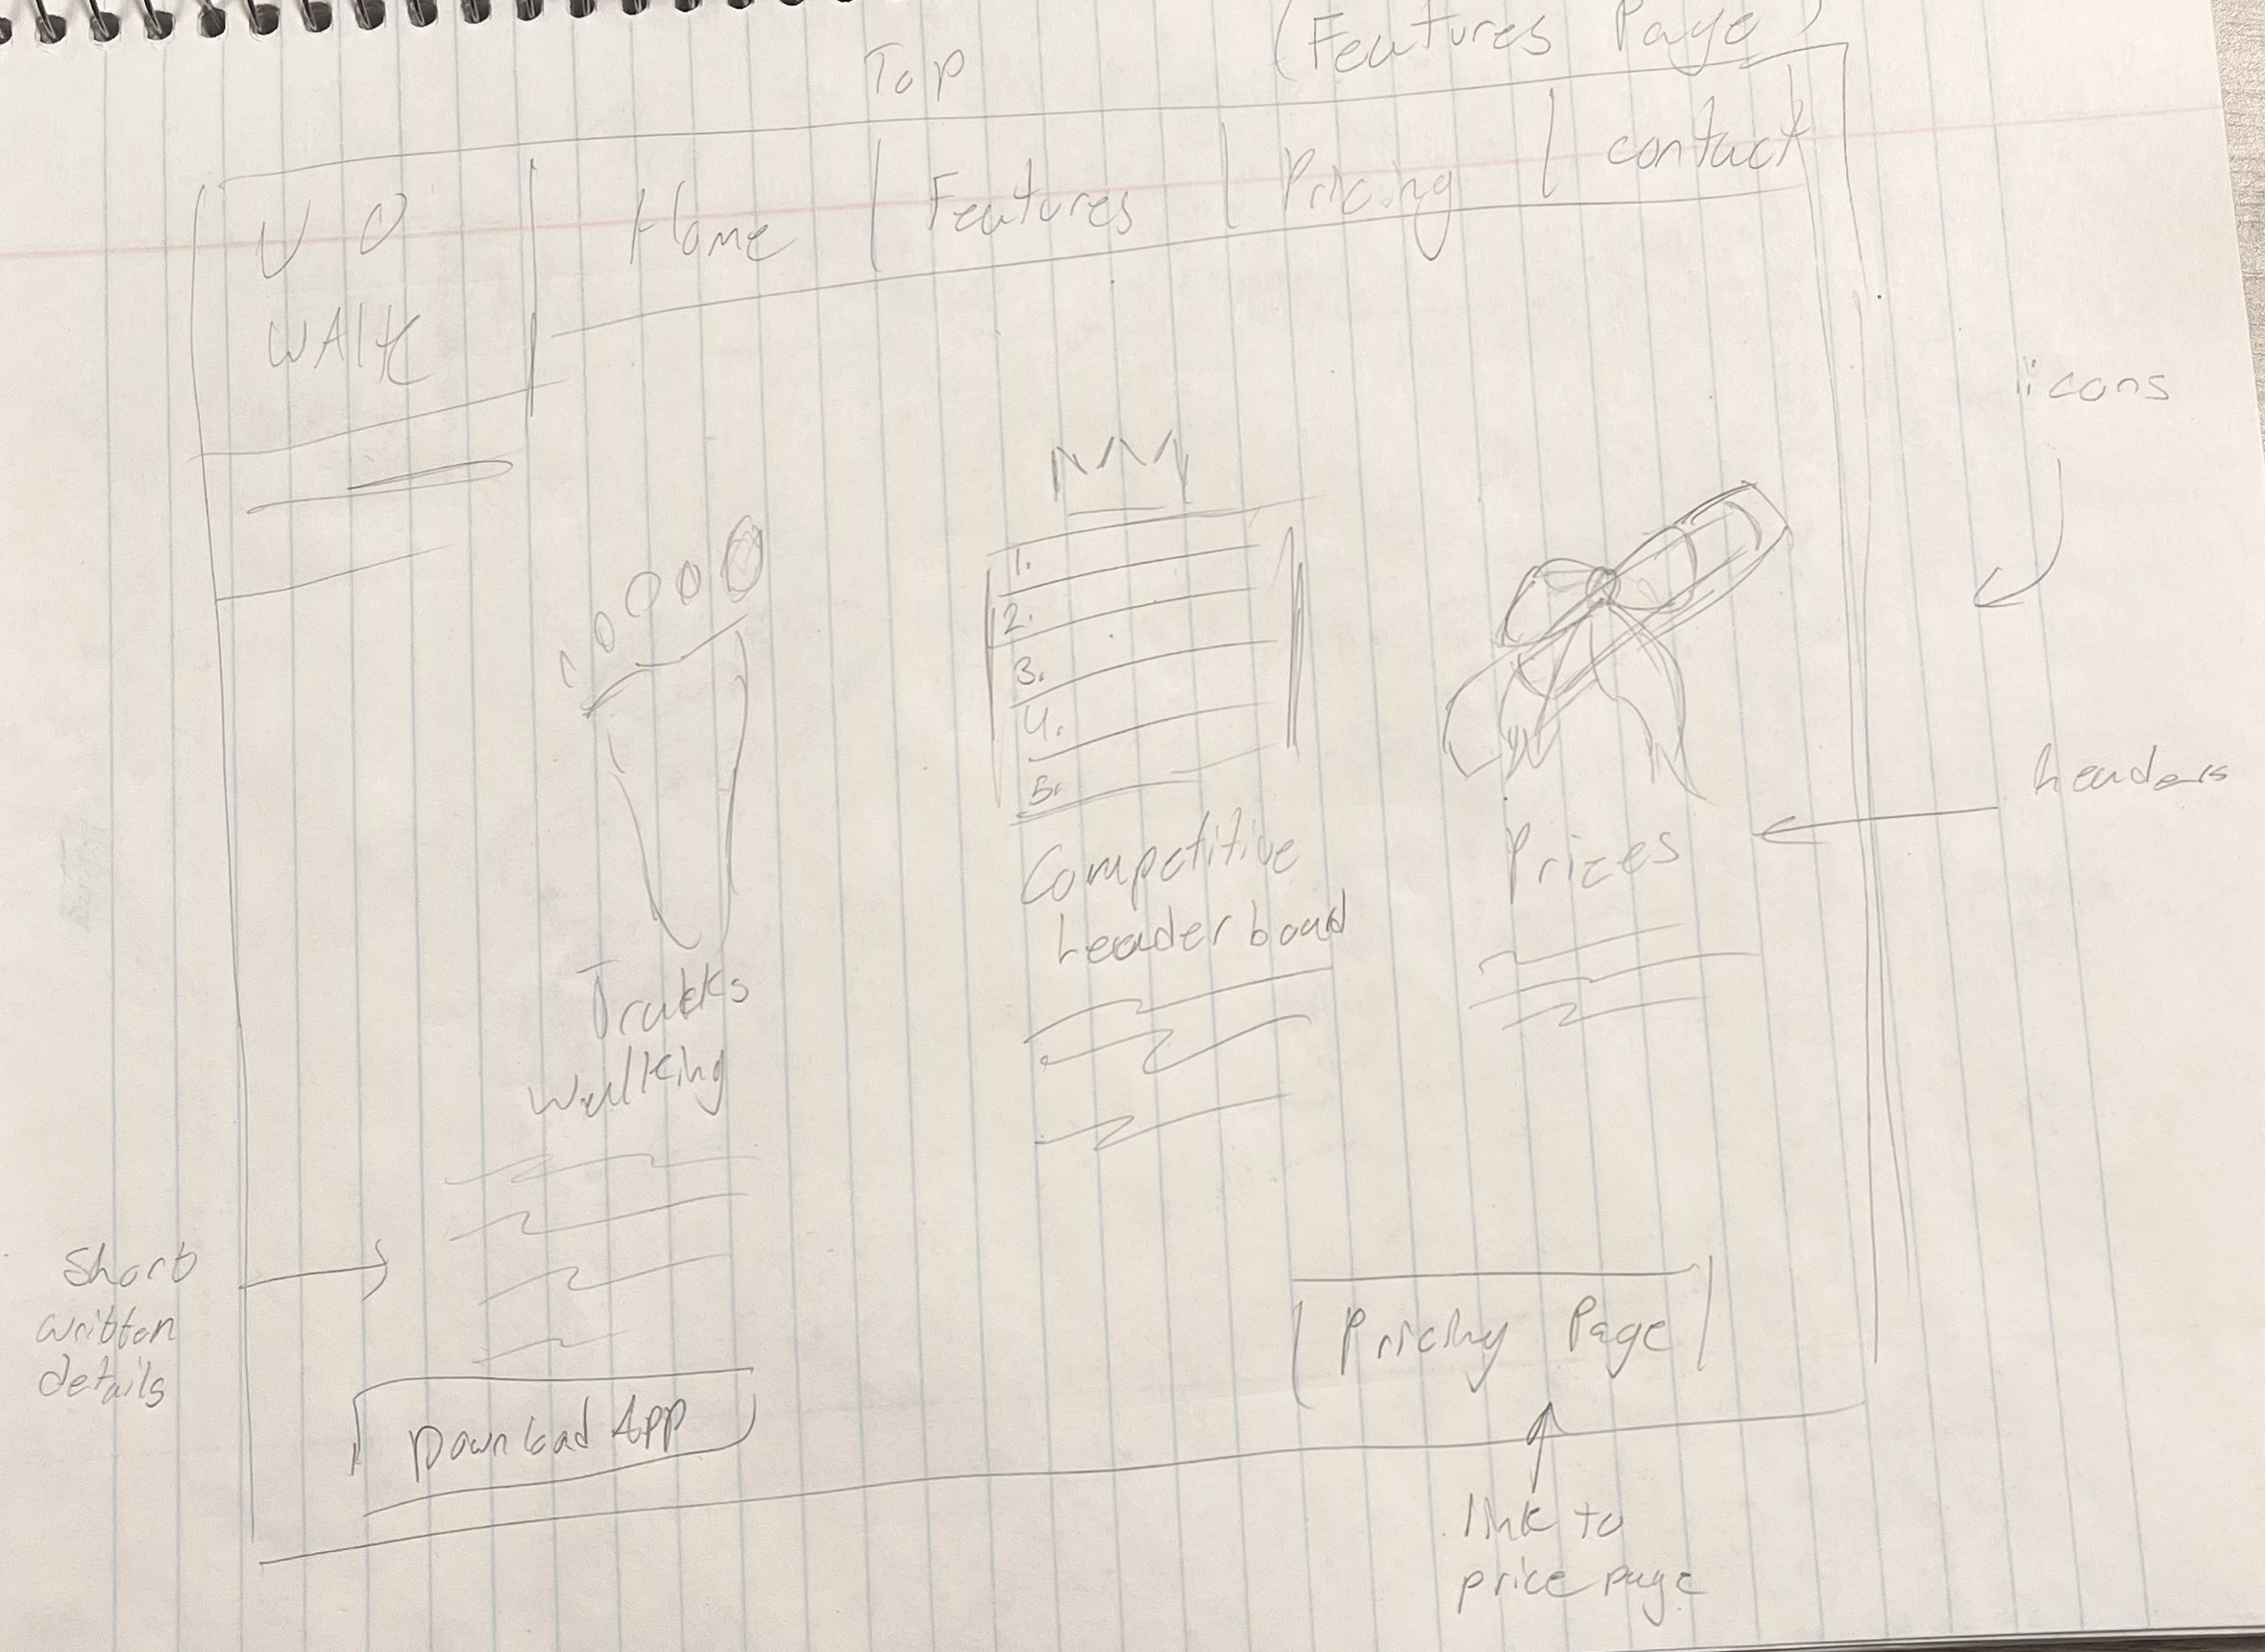 (Features Page)
Top
U O
WALK
Home
Features
Pricing
contact
icons
1.
2.
3.
4.
5.
headers
Tracks
walking
Competitive
Leaderboard
Prizes
Short
written
details
Download App
Pricing Page
link to
price page